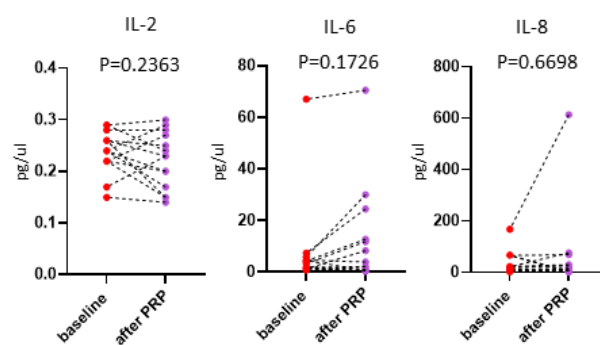 IL-2
P=0.2363
pg/ul
0.4
0.3
0.2
0.1
0.0
baseline
after PRP
IL-6
P=0.1726
pg/ul
80
60
40
20
0
baseline
after PRP
IL-8
P=0.6698
pg/ul
800
600
400
200
0
baseline
after PRP